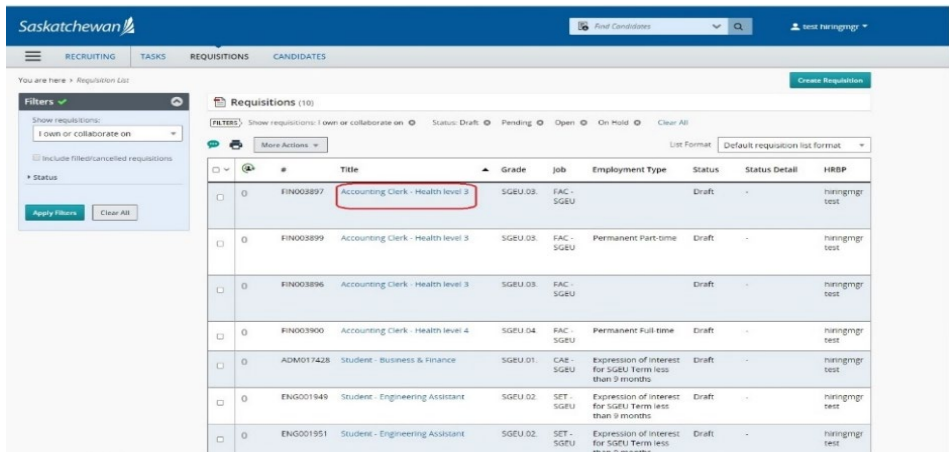 Saskatchewan
Find Candidates
test hiringmgr
RECRUITING TASKS REQUISITIONS CANDIDATES
You are here > Requisition List
Create Requisition
Filters
Show requisitions:
I own or collaborate on
Include filled/cancelled requisitions
Status
Apply Filters Clear All
Requisitions (10)
FILTERS Show requisitions: I own or collaborate on Status: Draft Pending Open On Hold Clear All
More Actions List Format Default requisition list format
# Title Grade Job Employment Type Status Status Detail HRBP
0 FIN003897 Accounting Clerk - Health level 3 SGEU.03. FAC - Draft - hiringmgr
SGEU test
0 FIN003899 Accounting Clerk - Health level 3 SGEU.03. FAC - Permanent Part-time Draft - hiringmgr
SGEU test
0 FIN003896 Accounting Clerk - Health level 3 SGEU.03. FAC - Draft - hiringmgr
SGEU test
0 FIN003900 Accounting Clerk - Health level 4 SGEU.04. FAC - Permanent Full-time Draft - hiringmgr
SGEU test
0 ADM017428 Student - Business & Finance SGEU.01. CAE - Expression of Interest Draft - hiringmgr
SGEU for SGEU Term less test
than 9 months
0 ENG001949 Student - Engineering Assistant SGEU.02. SET - Expression of Interest Draft - hiringmgr
SGEU for SGEU Term less test
than 9 months
0 ENG001951 Student - Engineering Assistant SGEU.02. SET - Expression of Interest Draft - hiringmgr
SGEU for SGEU Term less test
than 9 months